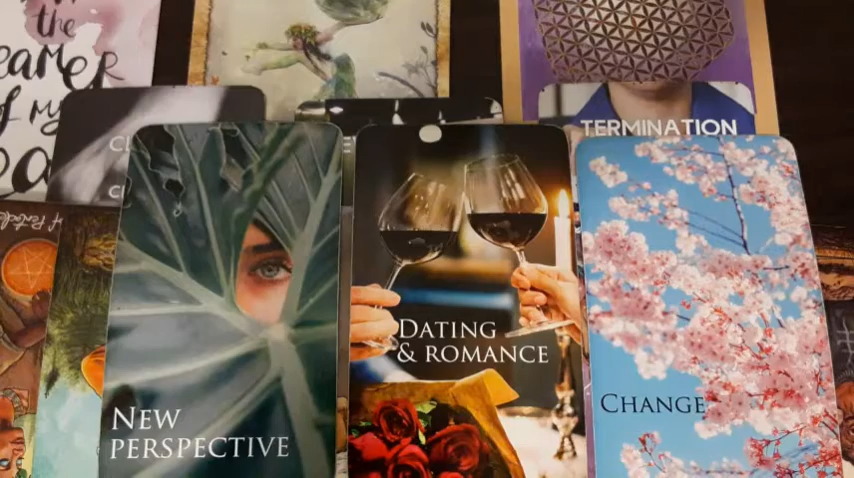 the
of my
TERMINATION
NEW
PERSPECTIVE
DATING
& ROMANCE
CHANGE